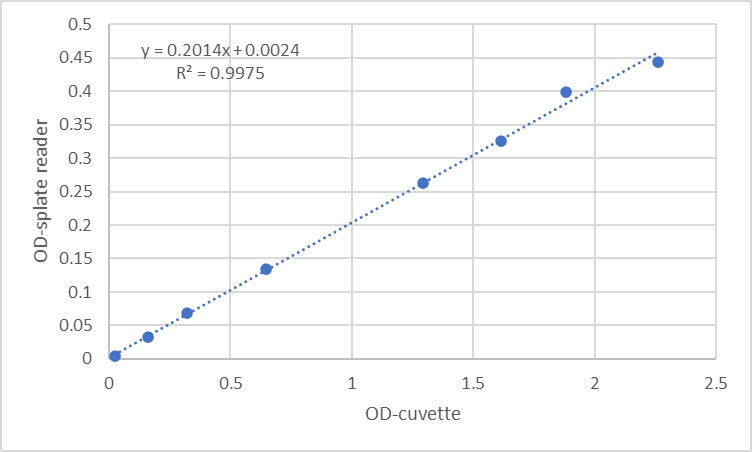 y = 0.2014x + 0.0024
R² = 0.9975
0.5
0.45
0.4
0.35
0.3
0.25
0.2
0.15
0.1
0.05
0
OD-splate reader
0 0.5 1 1.5 2 2.5
OD-cuvette